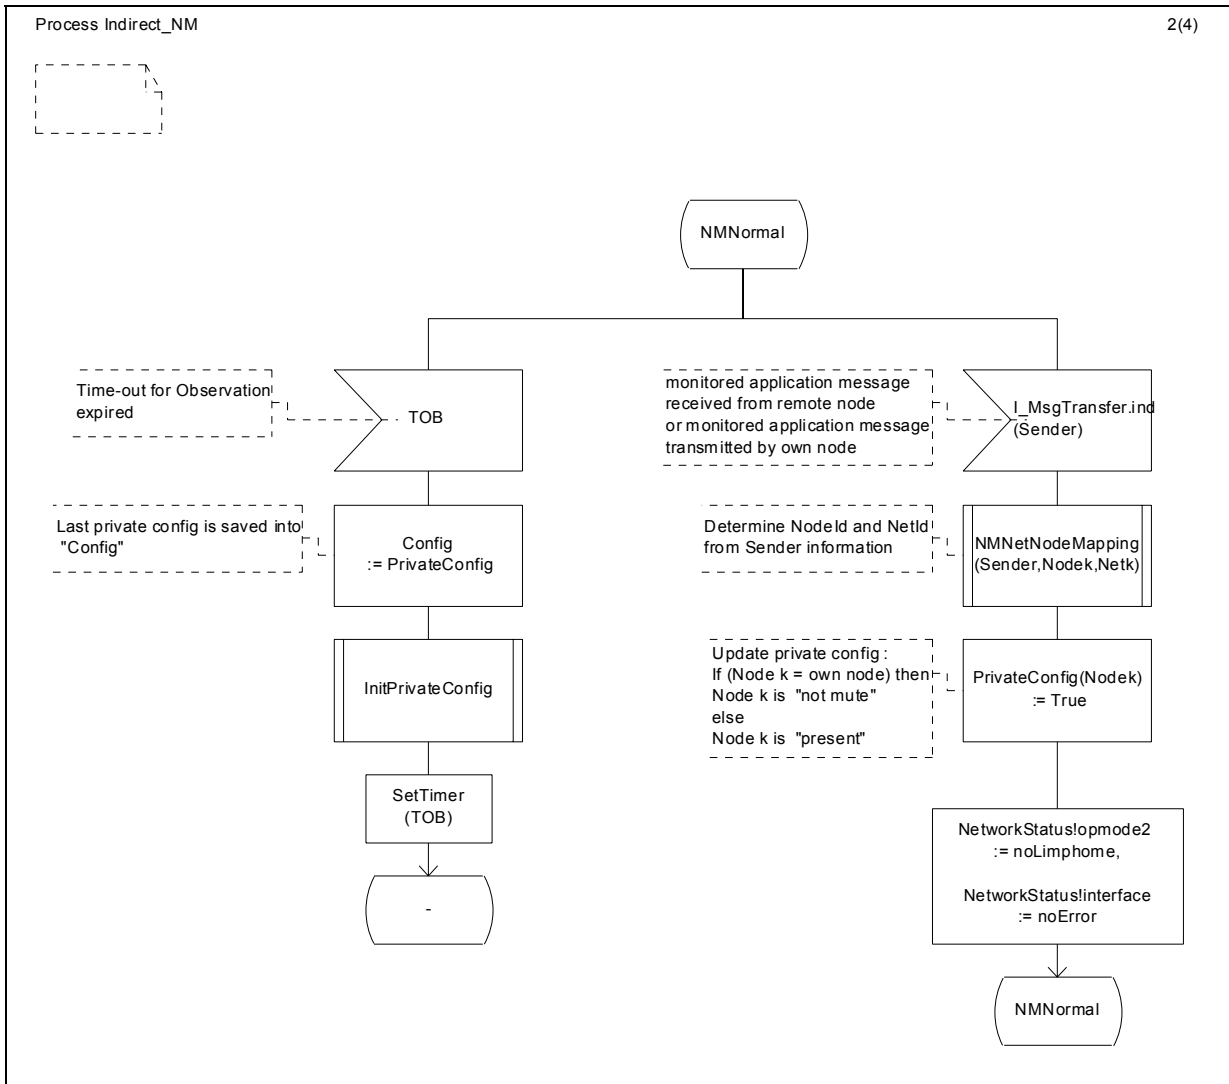 Process Indirect_NM
2(4)
NMNormal
Time-out for Observation
expired
TOB
Last private config is saved into
"Config"
Config
:= PrivateConfig
InitPrivateConfig
SetTimer
(TOB)
-
monitored application message
received from remote node
or monitored application message
transmitted by own node
I_MsgTransfer.ind
(Sender)
Determine NodeId and NetId
from Sender information
NMNetNodeMapping
(Sender,Nodek,Netk)
Update private config :
If (Node k = own node) then
Node k is "not mute"
else
Node k is "present"
PrivateConfig(Nodek)
:= True
NetworkStatus!opmode2
:= noLimphome,
NetworkStatus!interface
:= noError
NMNormal